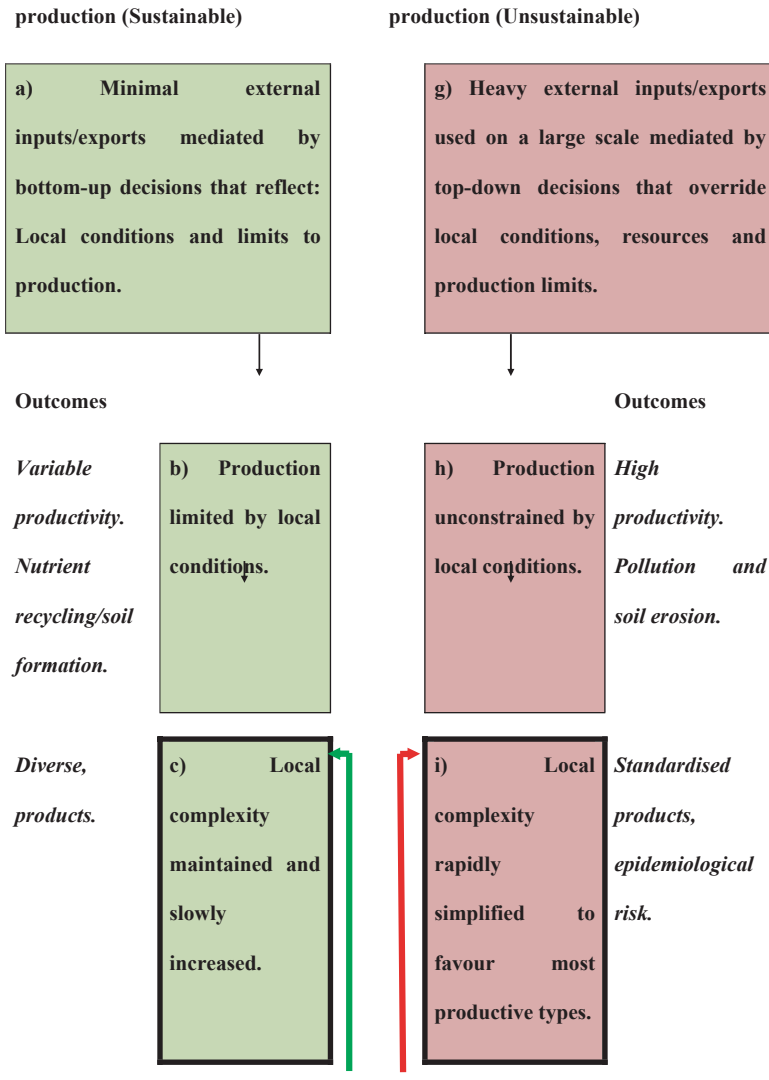 production (Sustainable)
production (Unsustainable)
a) Minimal external
inputs/exports mediated by
bottom-up decisions that reflect:
Local conditions and limits to
production.
g) Heavy external inputs/exports
used on a large scale mediated by
top-down decisions that override
local conditions, resources and
production limits.
Outcomes
Outcomes
Variable
productivity.
Nutrient
recycling/soil
formation.
b) Production
limited by local
conditions.
h) Production
unconstrained by
local conditions.
High
productivity.
Pollution and
soil erosion.
Diverse,
products.
c) Local
complexity
maintained and
slowly
increased.
i) Local
complexity
rapidly
simplified to
favour most
productive types.
Standardised
products,
epidemiological
risk.